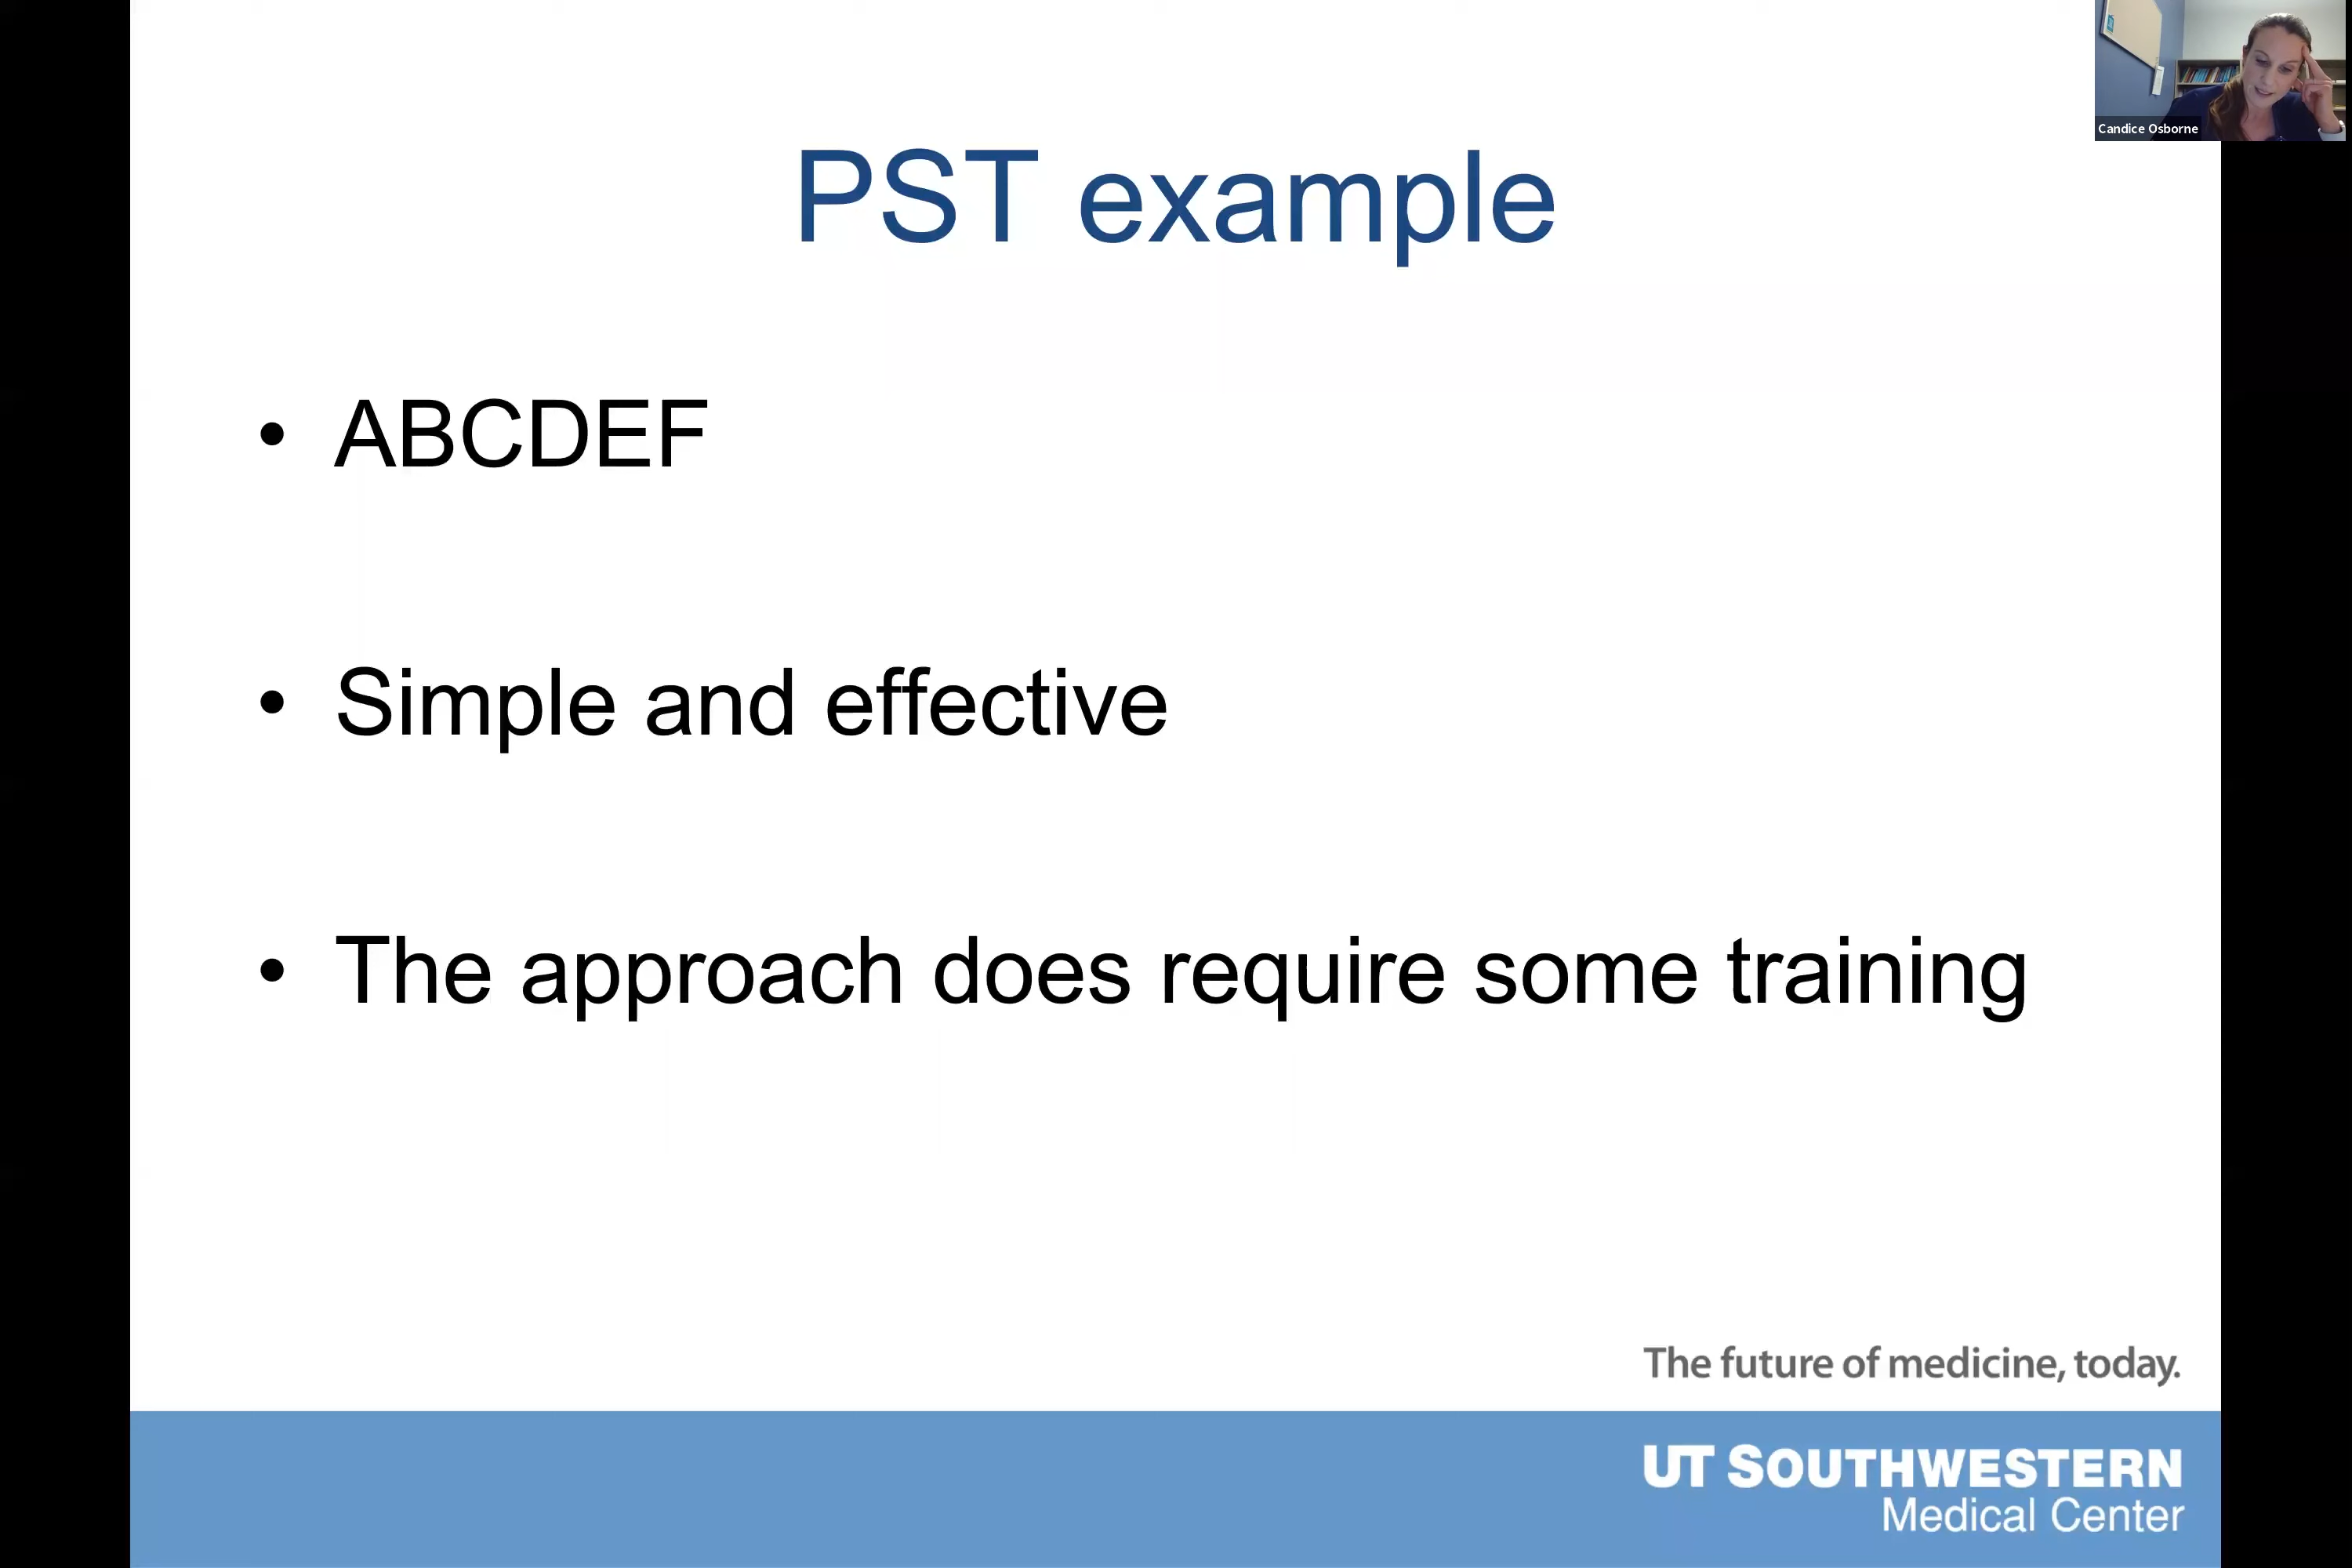 Candice Osborne
PST example
• ABCDEF
• Simple and effective
• The approach does require some training
The future of medicine, today.
UT SOUTHWESTERN
Medical Center